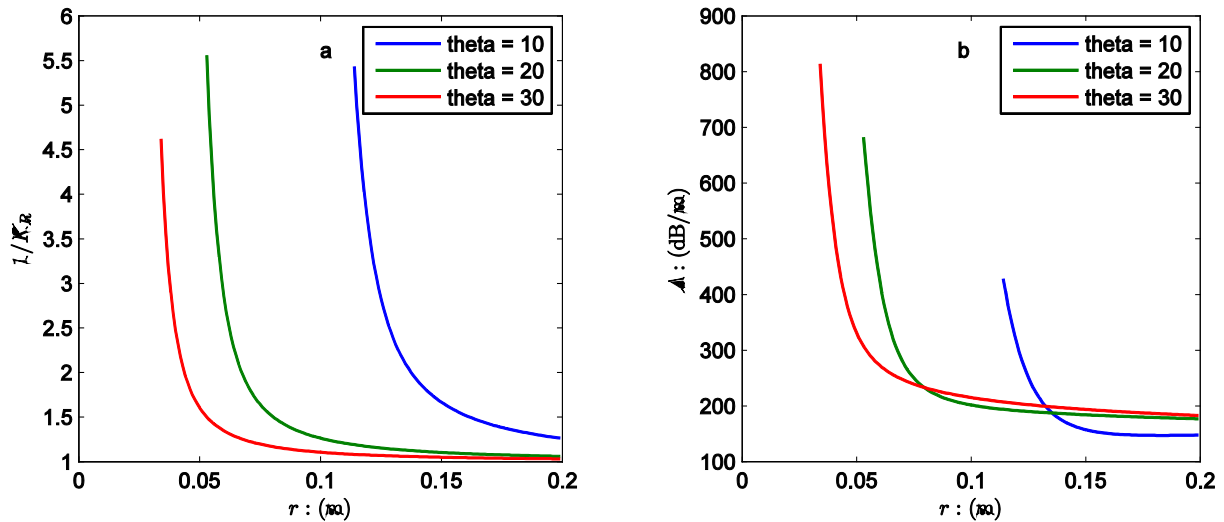 6
5.5
5
4.5
4
3.5
3
2.5
2
1.5
1
0 0.05 0.1 0.15 0.2
r : (m)
1/K_R
a
theta = 10
theta = 20
theta = 30
900
800
700
600
500
400
300
200
100
0 0.05 0.1 0.15 0.2
r : (m)
A : (dB/m)
b
theta = 10
theta = 20
theta = 30